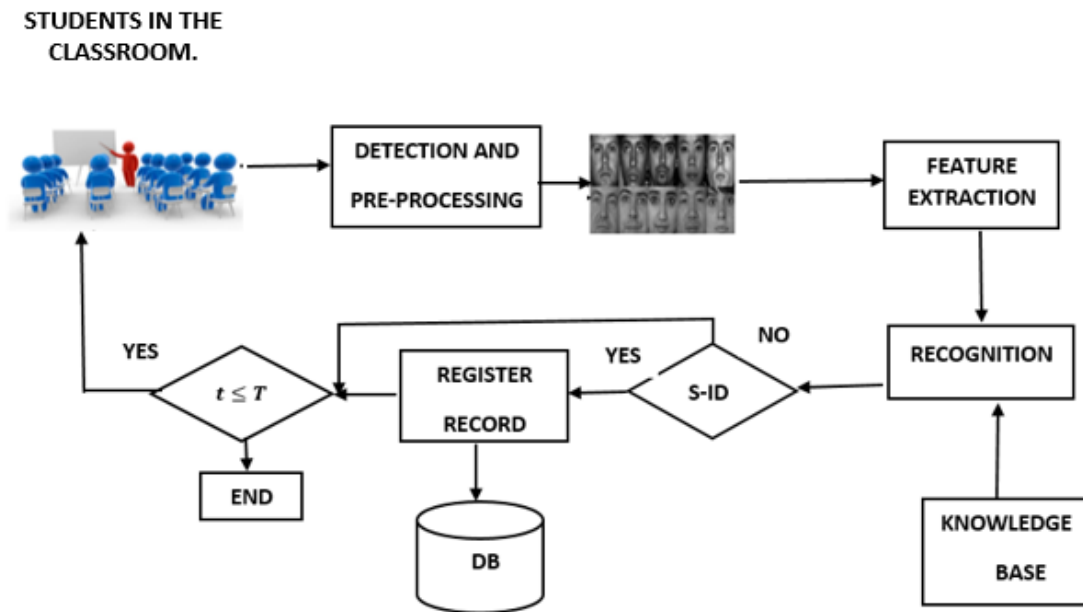 STUDENTS IN THE
CLASSROOM.
DETECTION AND
PRE-PROCESSING
FEATURE
EXTRACTION
YES
t ≤ T
REGISTER
RECORD
YES
NO
S-ID
RECOGNITION
END
DB
KNOWLEDGE
BASE